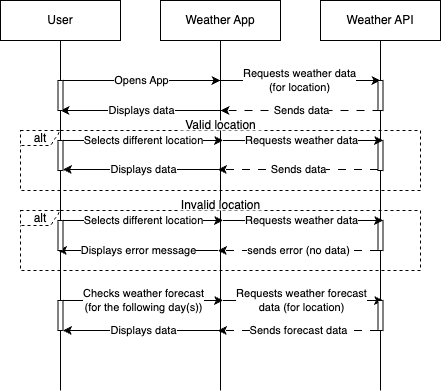 User
Weather App
Weather API
Opens App
Requests weather data
(for location)
Displays data
Sends data
Valid location
alt
Selects different location
Requests weather data
Displays data
Sends data
Invalid location
alt
Selects different location
Requests weather data
Displays error message
sends error (no data)
Checks weather forecast
(for the following day(s))
Requests weather forecast
data (for location)
Displays data
Sends forecast data